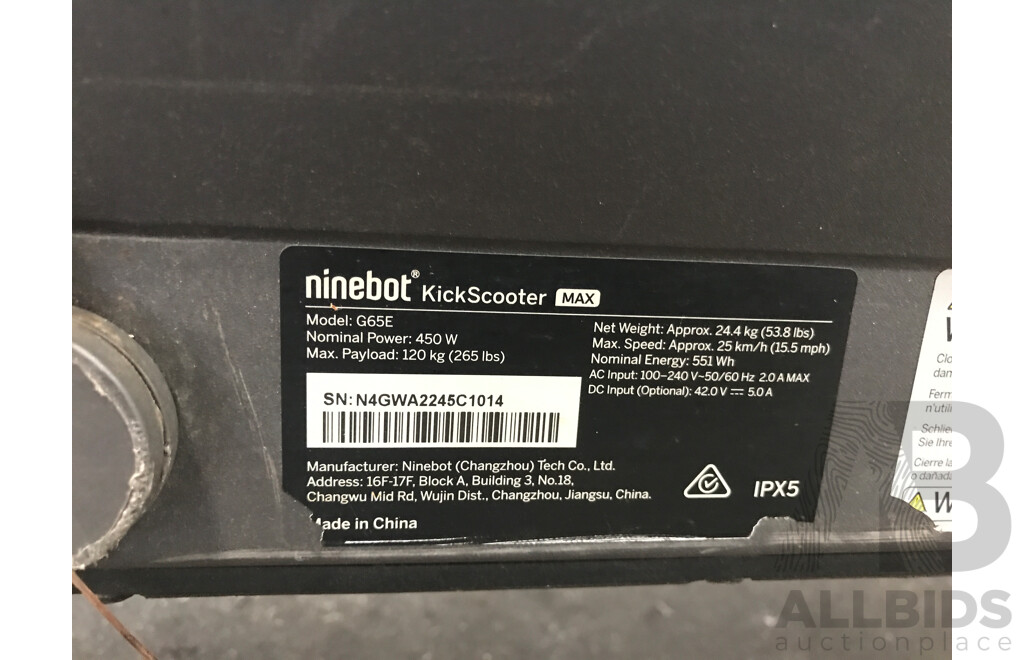 ninebot® KickScooter MAX
Model: G65E
Nominal Power: 450 W
Max. Payload: 120 kg (265 lbs)
Net Weight: Approx. 24.4 kg (53.8 lbs)
Max. Speed: Approx. 25 km/h (15.5 mph)
Nominal Energy: 551 Wh
AC Input: 100–240 V~50/60 Hz 2.0 A MAX
DC Input (Optional): 42.0 V ⎓ 5.0 A
SN: N4GWA2245C1014
Manufacturer: Ninebot (Changzhou) Tech Co., Ltd.
Address: 16F-17F, Block A, Building 3, No.18,
Changwu Mid Rd, Wujin Dist., Changzhou, Jiangsu, China.
IPX5
Made in China
Sie Ihre
ALLBIDS
auctionplace